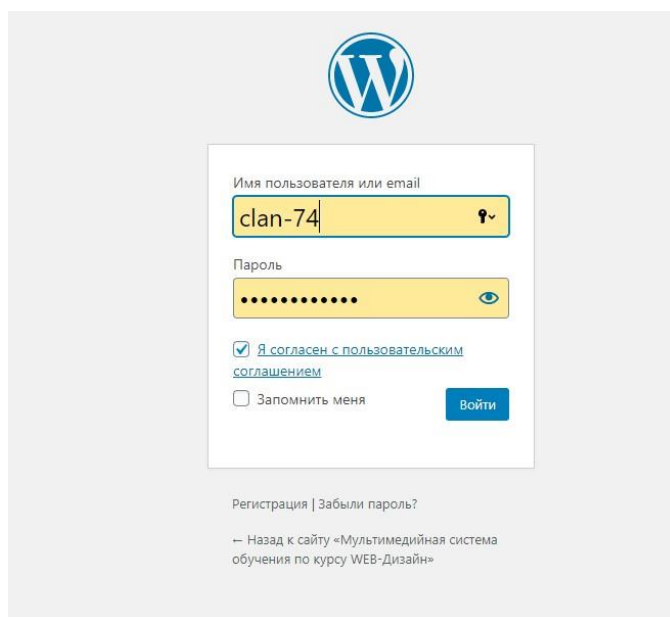 Имя пользователя или email
clan-74
Пароль
••••••••••••
Я согласен с пользовательским
соглашением
Запомнить меня
Войти
Регистрация | Забыли пароль?
← Назад к сайту «Мультимедийная система
обучения по курсу WEB-Дизайн»